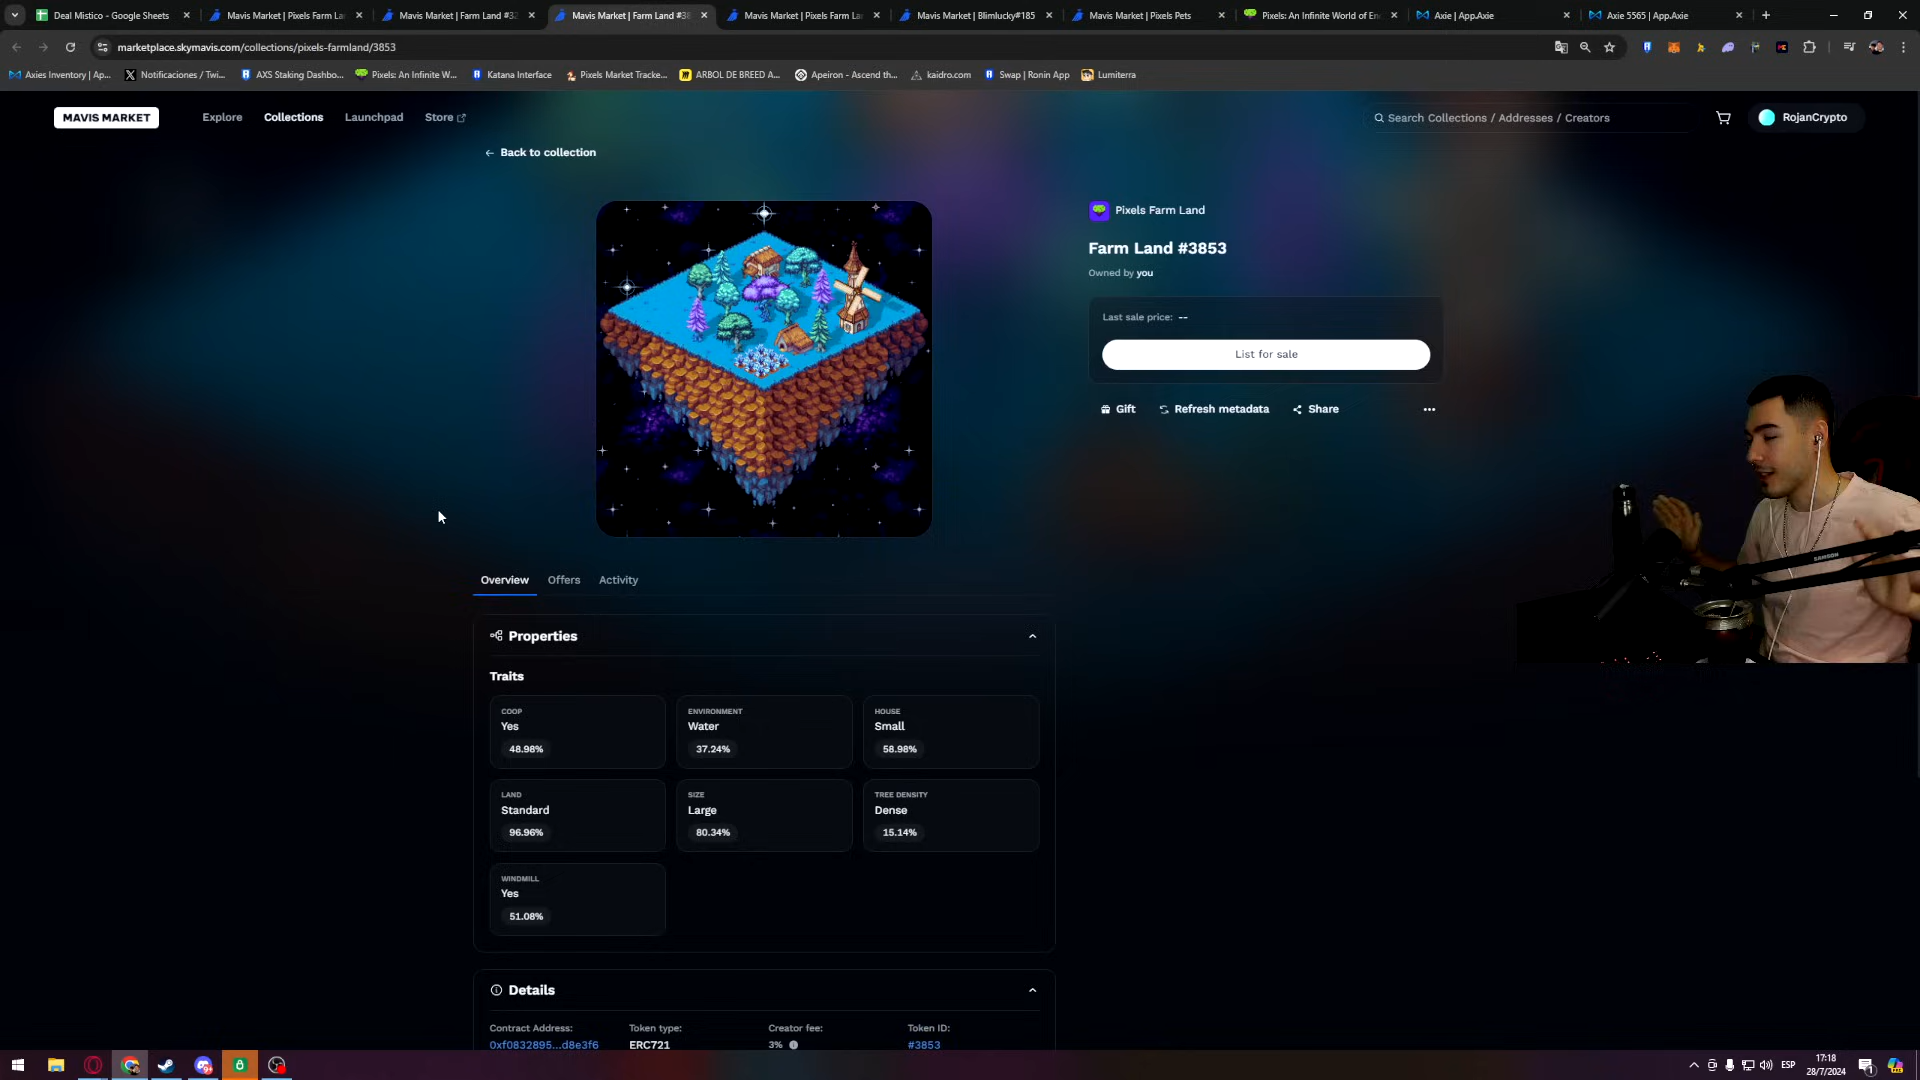 Deal Mistico - Google Sheets
Mavis Market | Pixels Farm La
Mavis Market | Farm Land #32
Mavis Market | Farm Land #38
Mavis Market | Pixels Farm Lar
Mavis Market | Blimlucky#185
Mavis Market | Pixels Pets
Pixels: An Infinite World of En
Axie | App.Axie
Axie 5565 | App.Axie
marketplace.skymavis.com/collections/pixels-farmland/3853
Axies Inventory | Ap...
Notificaciones / Twi...
AXS Staking Dashbo...
Pixels: An Infinite W...
Katana Interface
Pixels Market Tracke...
ARBOL DE BREED A...
Apeiron - Ascend th...
kaidro.com
Swap | Ronin App
Lumiterra
MAVIS MARKET
Explore
Collections
Launchpad
Store
Search Collections / Addresses / Creators
RojanCrypto
← Back to collection
Pixels Farm Land
Farm Land #3853
Owned by you
Last sale price: --
List for sale
Gift
Refresh metadata
Share
Overview
Offers
Activity
Properties
Traits
COOP
Yes
48.98%
ENVIRONMENT
Water
37.24%
HOUSE
Small
58.98%
LAND
Standard
96.96%
SIZE
Large
80.34%
TREE DENSITY
Dense
15.14%
WINDMILL
Yes
51.08%
Details
Contract Address:
0xf0832895...d8e3f6
Token type:
ERC721
Creator fee:
3%
Token ID:
#3853
SAMSON
ESP
17:18
28/7/2024